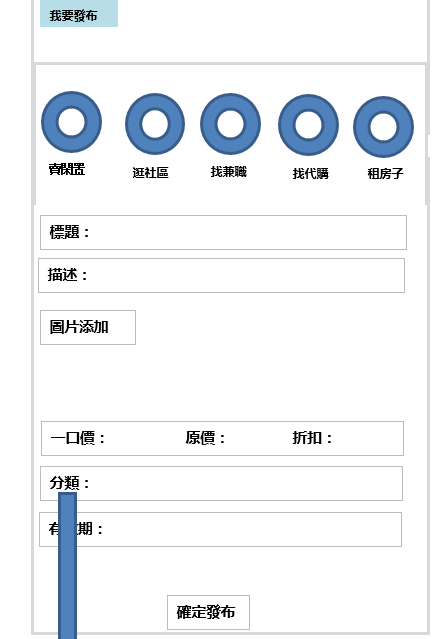 我要發布
賣閒置
逛社區
找兼職
找代購
租房子
標題：
描述：
圖片添加
一口價： 原價： 折扣：
分類：
有 期：
確定發布